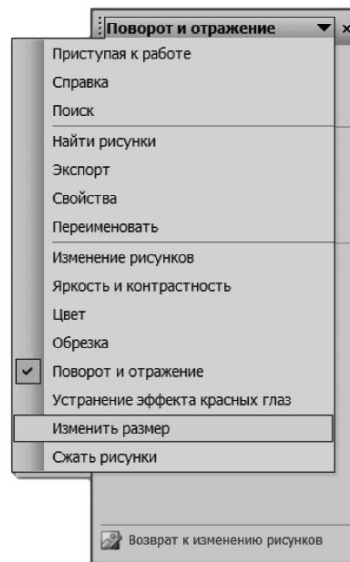 Поворот и отражение
Приступая к работе
Справка
Поиск
Найти рисунки
Экспорт
Свойства
Переименовать
Изменение рисунков
Яркость и контрастность
Цвет
Обрезка
Поворот и отражение
Устранение эффекта красных глаз
Изменить размер
Сжать рисунки
Возврат к изменению рисунков